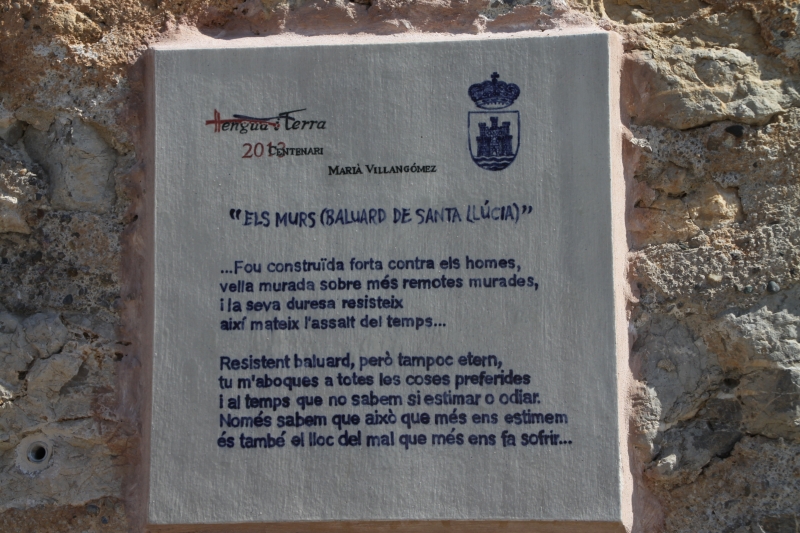 Llengua i Terra
2013 CENTENARI
MARIÀ VILLANGÓMEZ
"ELS MURS (BALUARD DE SANTA LLÚCIA)"
...Fou construïda forta contra els homes,
vella murada sobre més remotes murades,
i la seva duresa resisteix
així mateix l'assalt del temps...
Resistent baluard, però tampoc etern,
tu m'aboques a totes les coses preferides
i al temps que no sabem si estimar o odiar.
Només sabem que això que més ens estimem
és també el lloc del mal que més ens fa sofrir...